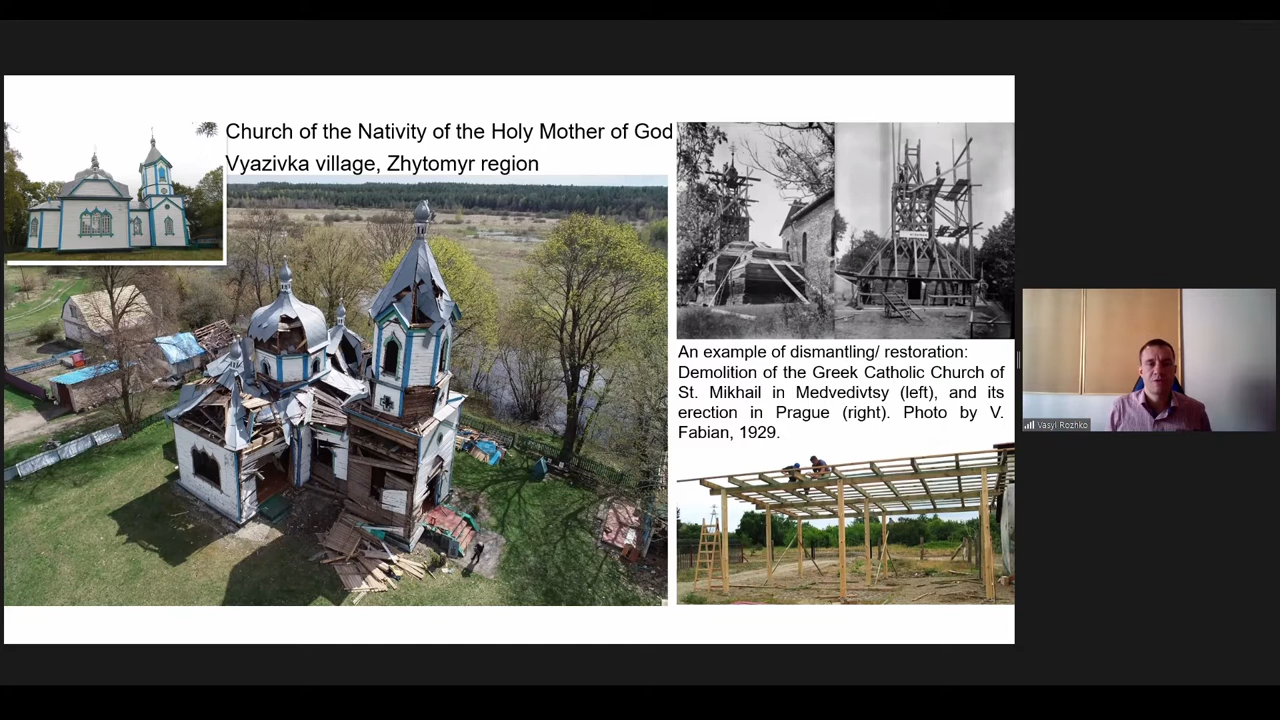 Church of the Nativity of the Holy Mother of God
Vyazivka village, Zhytomyr region
An example of dismantling/ restoration:
Demolition of the Greek Catholic Church of
St. Mikhail in Medvedivtsy (left), and its
erection in Prague (right). Photo by V.
Fabian, 1929.
Vasyl Rozhko